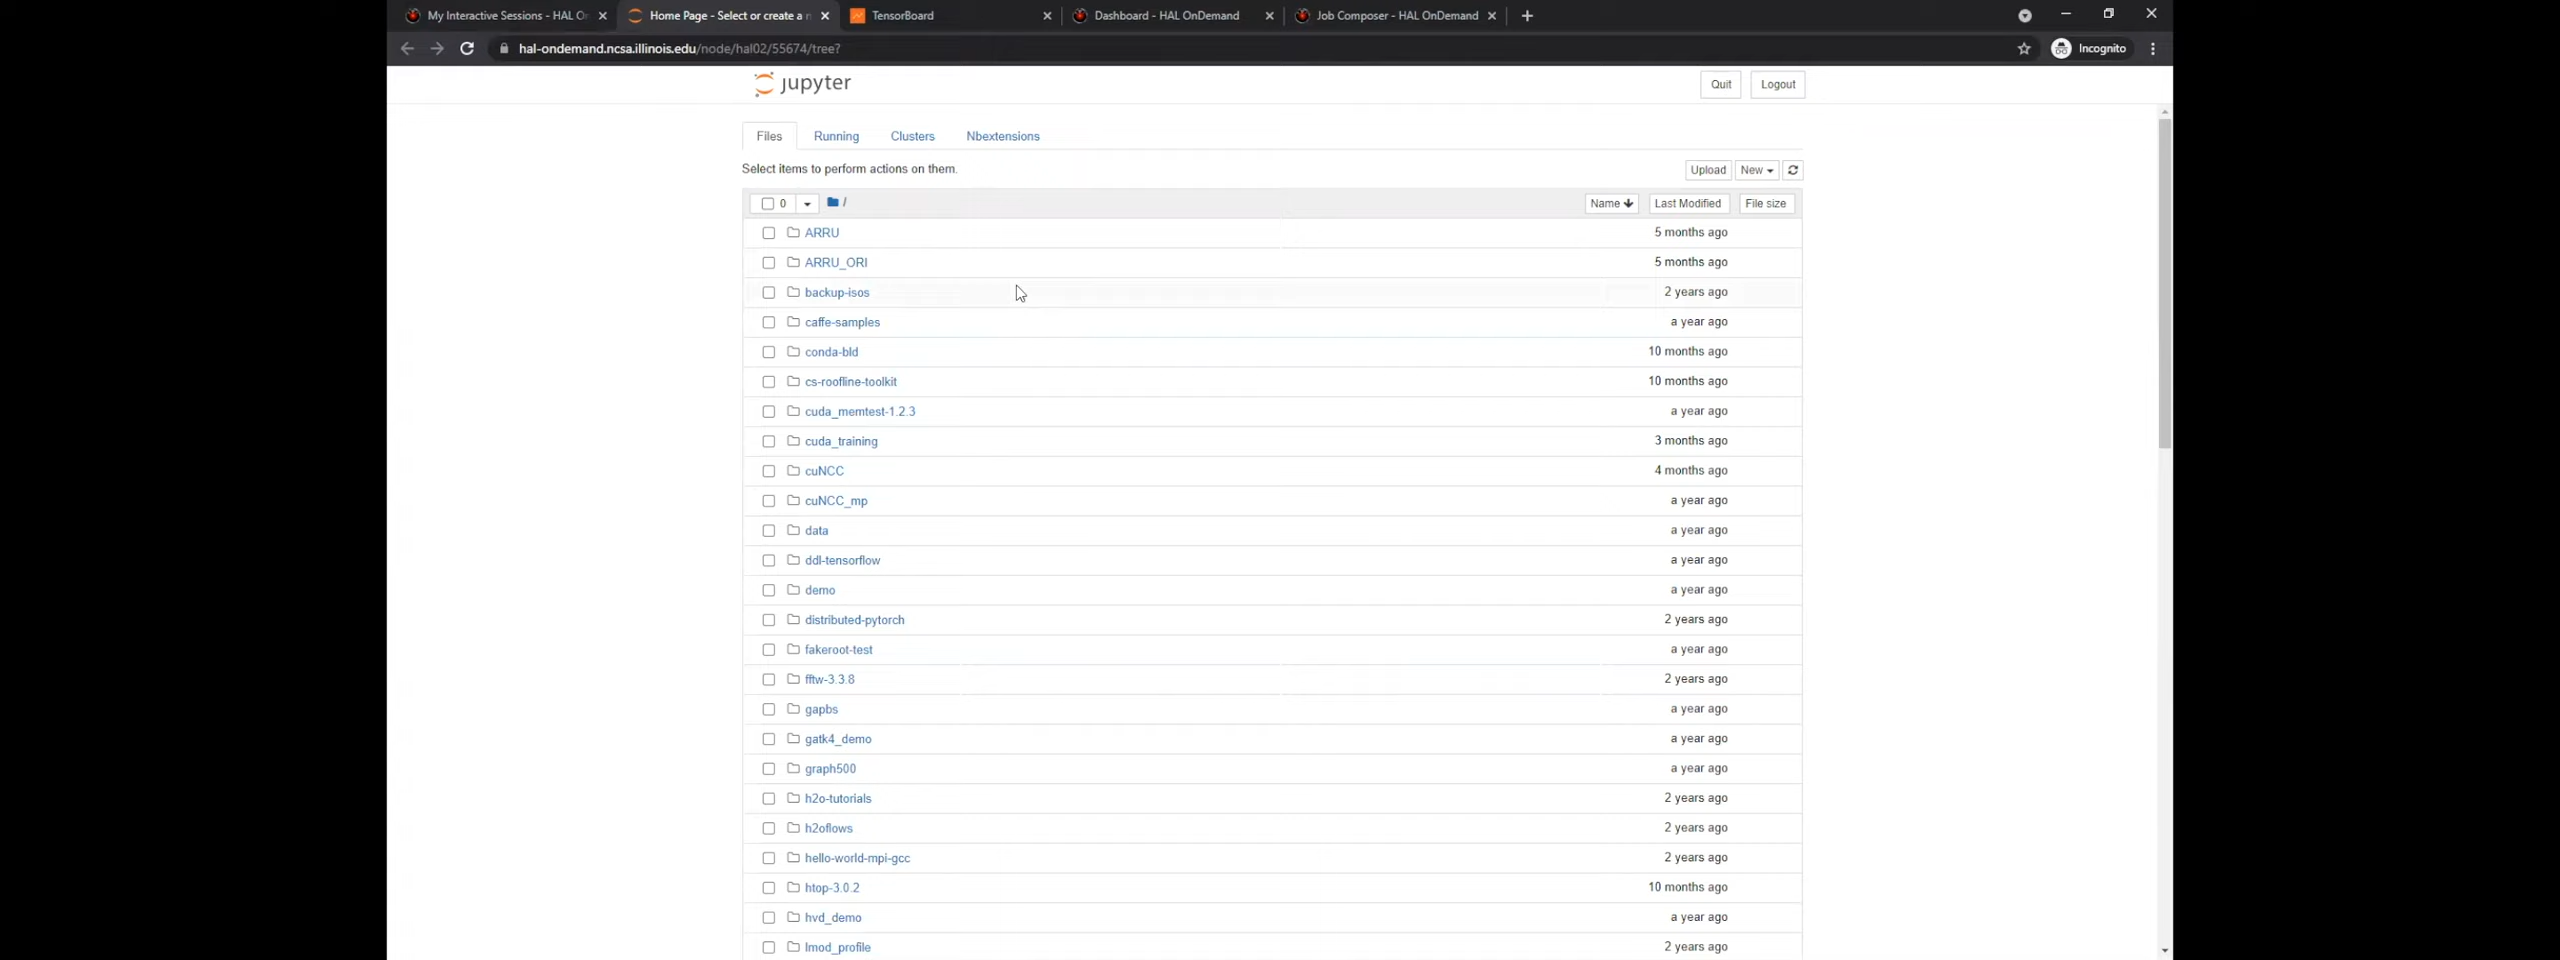 My Interactive Sessions - HAL O
Home Page - Select or create a n
TensorBoard
Dashboard - HAL OnDemand
Job Composer - HAL OnDemand
hal-ondemand.ncsa.illinois.edu/node/hal02/55674/tree?
Incognito
jupyter
Quit
Logout
Files
Running
Clusters
Nbextensions
Select items to perform actions on them.
Upload
New
0
/
Name
Last Modified
File size
ARRU 5 months ago
ARRU_ORI 5 months ago
backup-isos 2 years ago
caffe-samples a year ago
conda-bld 10 months ago
cs-roofline-toolkit 10 months ago
cuda_memtest-1.2.3 a year ago
cuda_training 3 months ago
cuNCC 4 months ago
cuNCC_mp a year ago
data a year ago
ddl-tensorflow a year ago
demo a year ago
distributed-pytorch 2 years ago
fakeroot-test a year ago
fftw-3.3.8 2 years ago
gapbs a year ago
gatk4_demo a year ago
graph500 a year ago
h2o-tutorials 2 years ago
h2oflows 2 years ago
hello-world-mpi-gcc 2 years ago
htop-3.0.2 10 months ago
hvd_demo a year ago
lmod_profile 2 years ago